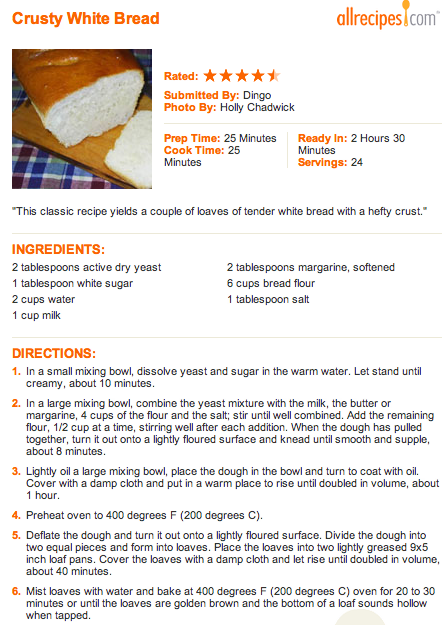 Crusty White Bread
allrecipes.com
Rated:
Submitted By: Dingo
Photo By: Holly Chadwick
Prep Time: 25 Minutes
Cook Time: 25
Minutes
Ready In: 2 Hours 30
Minutes
Servings: 24
"This classic recipe yields a couple of loaves of tender white bread with a hefty crust."
INGREDIENTS:
2 tablespoons active dry yeast
1 tablespoon white sugar
2 cups water
1 cup milk
2 tablespoons margarine, softened
6 cups bread flour
1 tablespoon salt
DIRECTIONS:
1. In a small mixing bowl, dissolve yeast and sugar in the warm water. Let stand until
creamy, about 10 minutes.
2. In a large mixing bowl, combine the yeast mixture with the milk, the butter or
margarine, 4 cups of the flour and the salt; stir until well combined. Add the remaining
flour, 1/2 cup at a time, stirring well after each addition. When the dough has pulled
together, turn it out onto a lightly floured surface and knead until smooth and supple,
about 8 minutes.
3. Lightly oil a large mixing bowl, place the dough in the bowl and turn to coat with oil.
Cover with a damp cloth and put in a warm place to rise until doubled in volume, about
1 hour.
4. Preheat oven to 400 degrees F (200 degrees C).
5. Deflate the dough and turn it out onto a lightly floured surface. Divide the dough into
two equal pieces and form into loaves. Place the loaves into two lightly greased 9x5
inch loaf pans. Cover the loaves with a damp cloth and let rise until doubled in volume,
about 40 minutes.
6. Mist loaves with water and bake at 400 degrees F (200 degrees C) oven for 20 to 30
minutes or until the loaves are golden brown and the bottom of a loaf sounds hollow
when tapped.